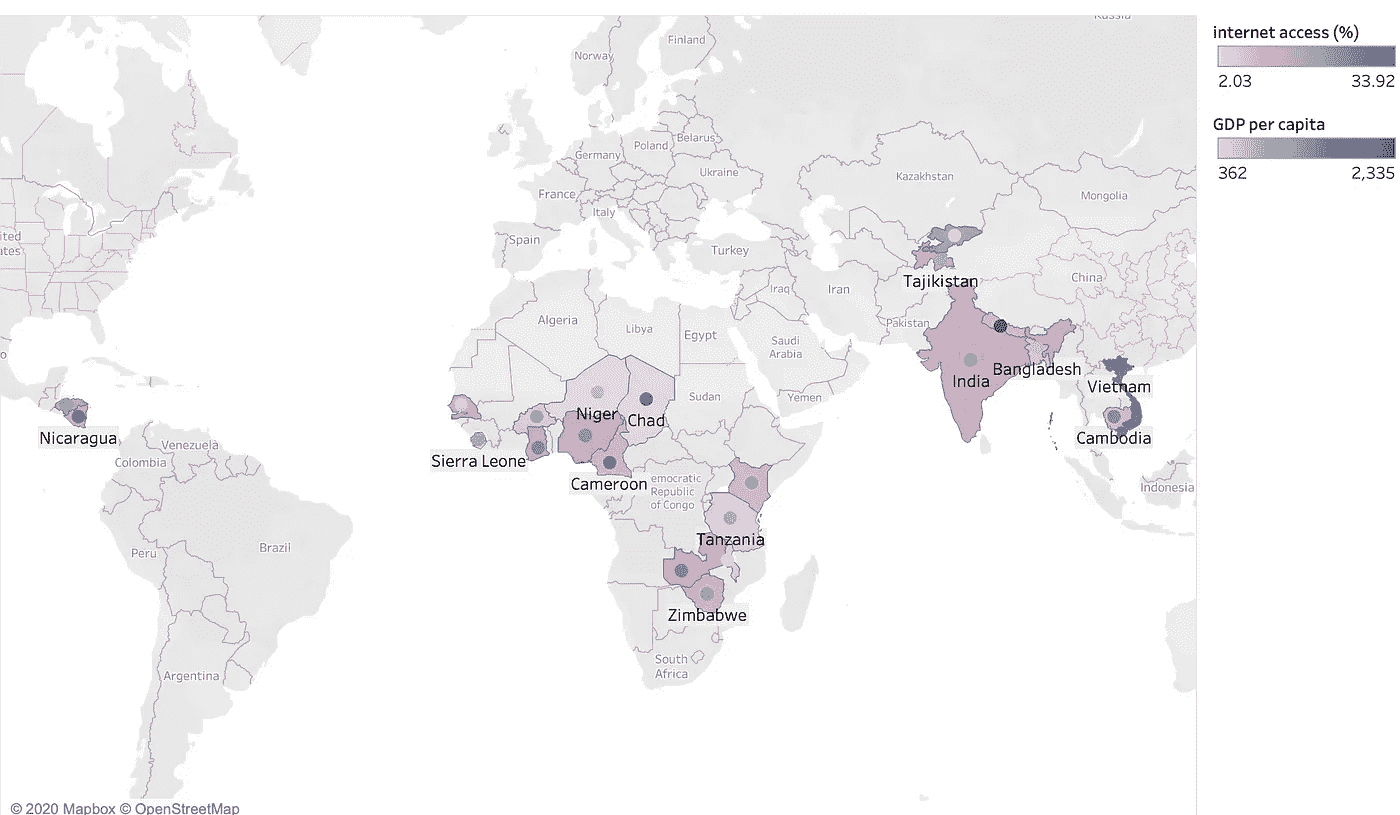 Russia
Finland
Norway
Belarus
Poland
Germany
Ukraine
France
Italy
Kazakhstan
Mongolia
ited
ates
Spain
Turkey
China
Tajikistan
Iraq
Iran
Pakistan
Algeria
Libya
Egypt
Saudi
Arabia
o
India
Bangladesh
Vietnam
Niger
Chad
Sudan
Yemen
Nicaragua
Venezuela
Colombia
Sierra Leone
Cameroon
emocratic
Republic
of Congo
Cambodia
Indonesia
Tanzania
Peru
Brazil
Zimbabwe
South
Africa
Argentina
© 2020 Mapbox © OpenStreetMap
internet access (%)
2.03 33.92
GDP per capita
362 2,335